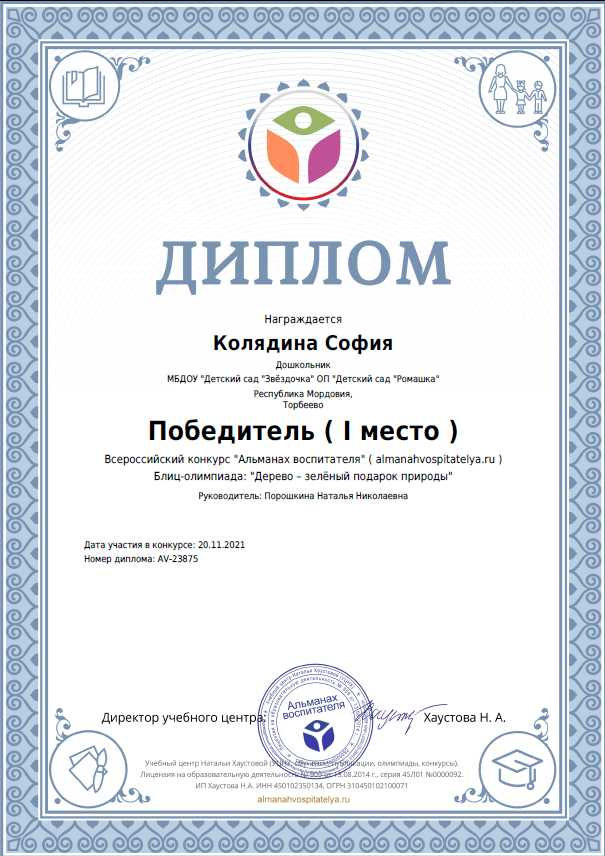 ДИПЛОМ
Награждается
Колядина София
Дошкольник
МБДОУ "Детский сад "Звёздочка" ОП "Детский сад "Ромашка"
Республика Мордовия,
Торбеево
Победитель ( I место )
Всероссийский конкурс "Альманах воспитателя" ( almanahvospitatelya.ru )
Блиц-олимпиада: "Дерево – зелёный подарок природы"
Руководитель: Порошкина Наталья Николаевна
Дата участия в конкурсе: 20.11.2021
Номер диплома: AV-23875
Альманах
воспитателя
Директор учебного центра: Хаустова Н. А.
Учебный центр Натальи Хаустовой публикации, олимпиады, конкурсы).
Лицензия на образовательную деятельность № 909 от 13.08.2014 г., серия 45Л01 №0000092.
ИП Хаустова Н.А. ИНН 450102350134, ОГРН 310450102100071
almanahvospitatelya.ru